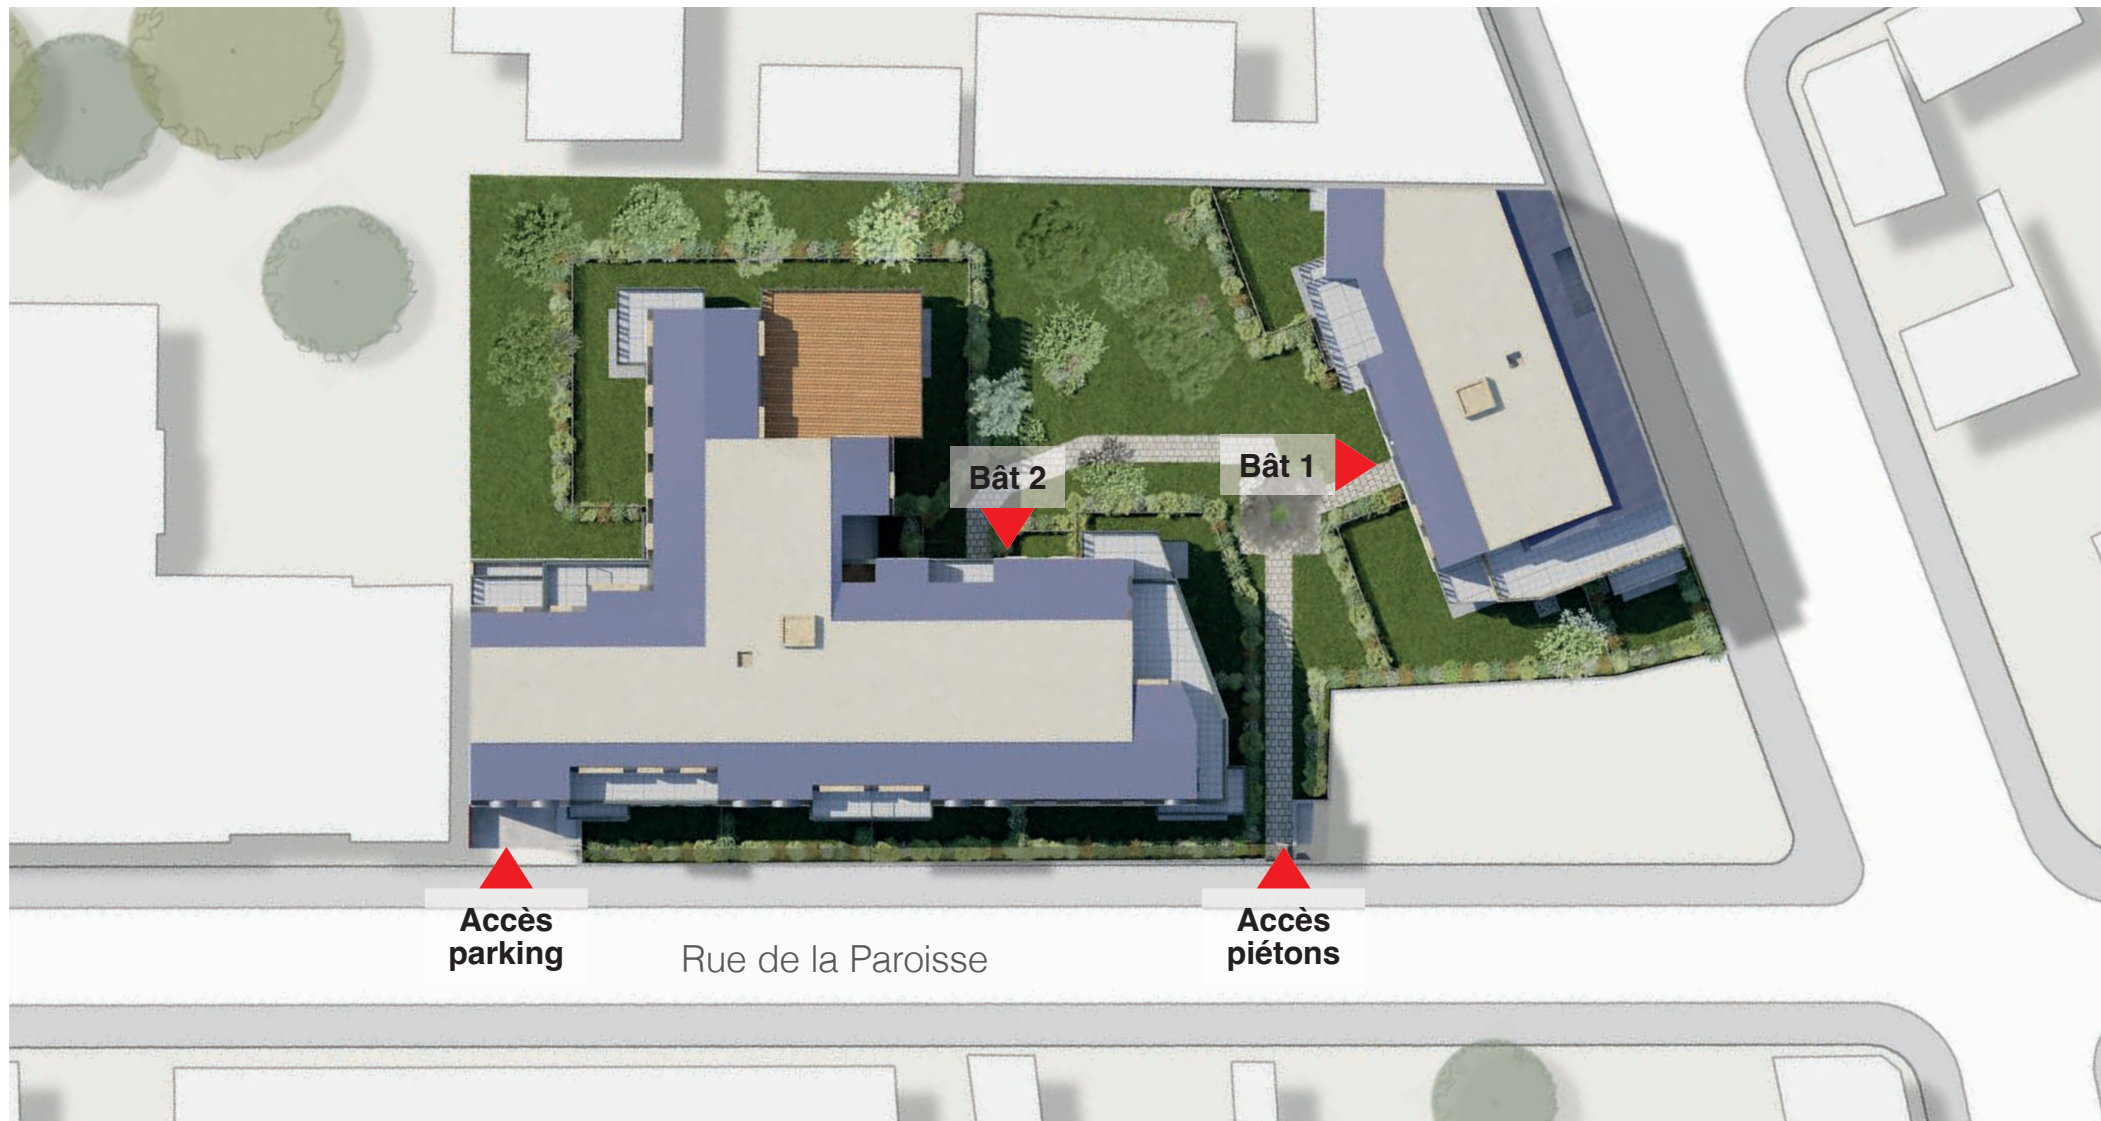 Bât 2
Bât 1
Accès
parking
Rue de la Paroisse
Accès
piétons